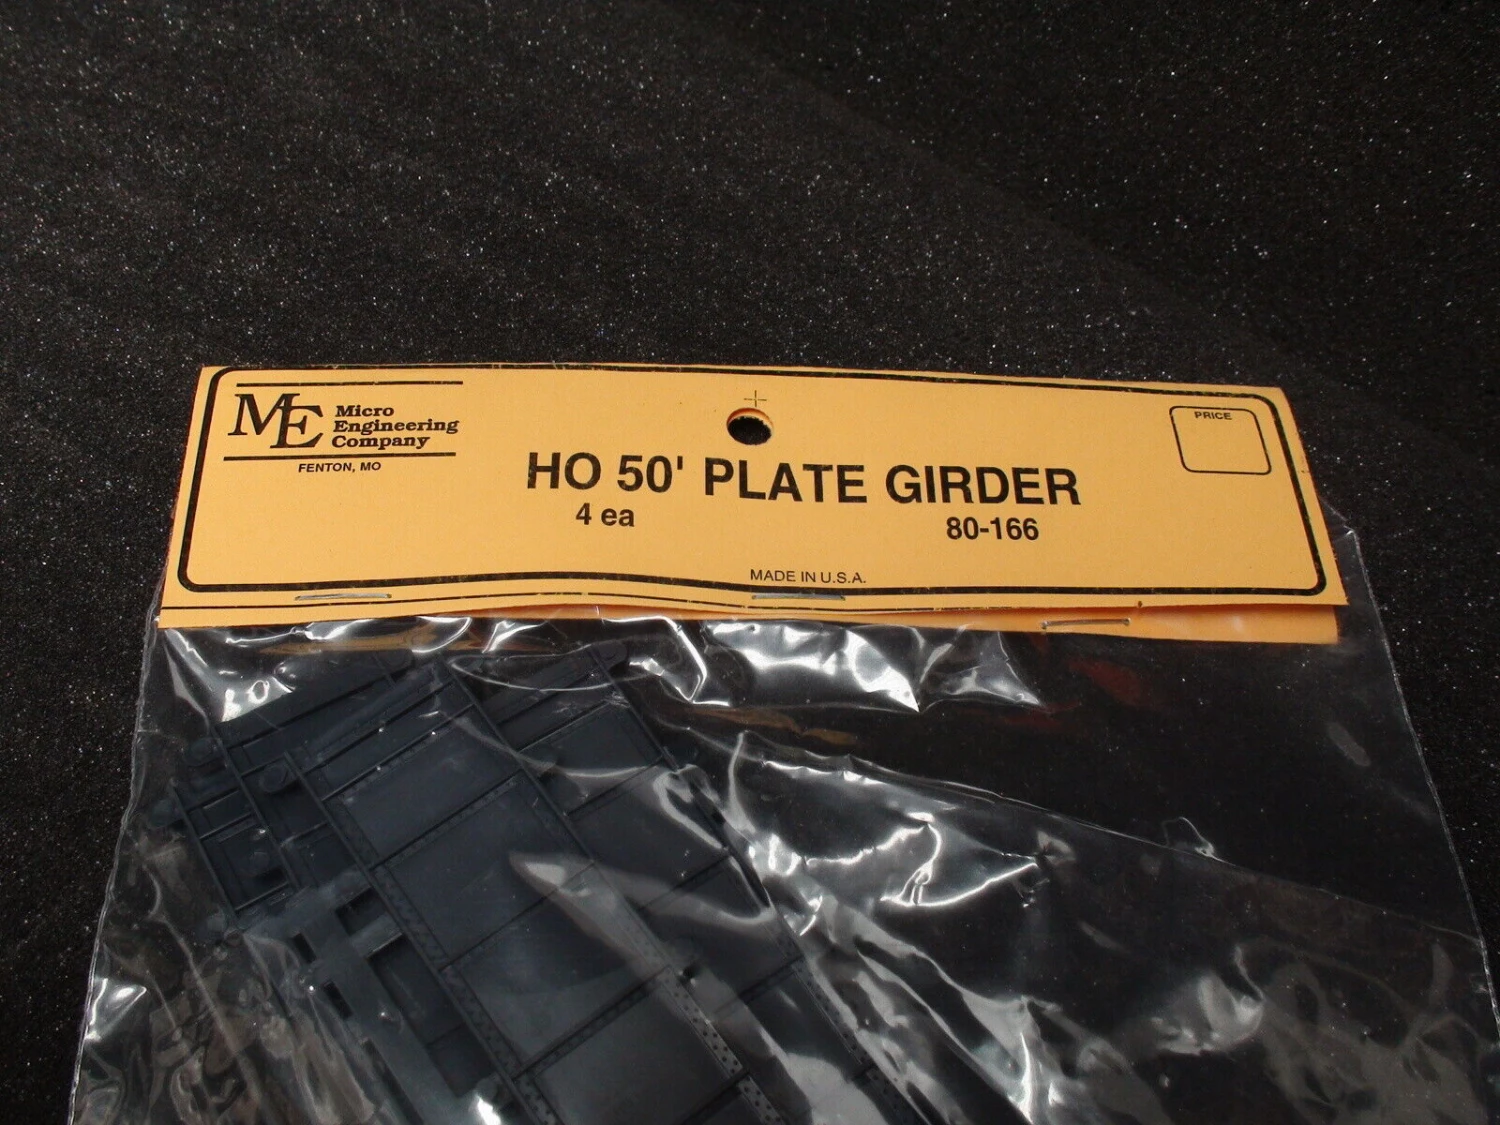 ME Micro
Engineering
Company
FENTON, MO
PRICE
HO 50' PLATE GIRDER
4 ea 80-166
MADE IN U.S.A.